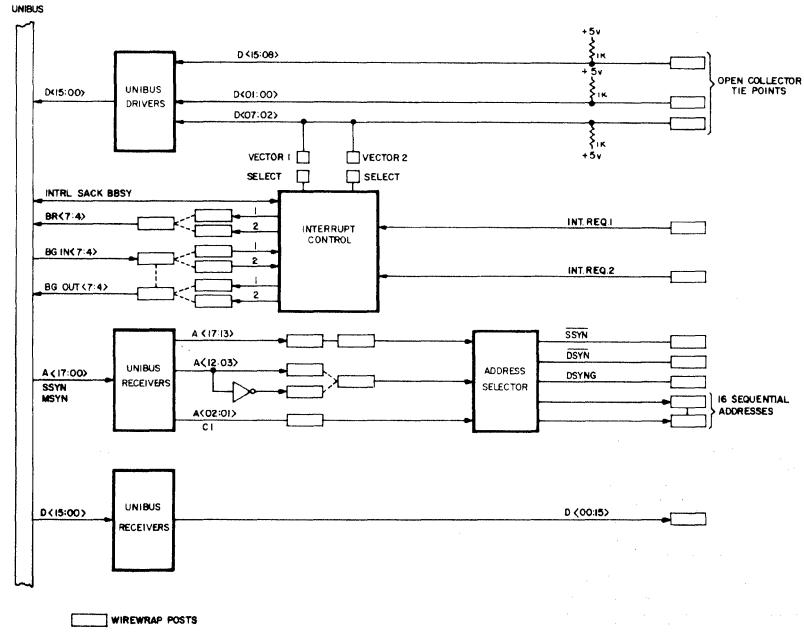 UNIBUS
D<15:08>
+5v
1K
+5v
D<15:00>
UNIBUS
DRIVERS
D<01:00>
1K
OPEN COLLECTOR
TIE POINTS
D<07:02>
1K
+5v
VECTOR 1
VECTOR 2
SELECT
SELECT
INTRL SACK BBSY
BR<7:4>
1
2
INTERRUPT
CONTROL
INT. REQ. 1
BG IN<7:4>
1
2
INT. REQ. 2
BG OUT<7:4>
1
2
A<17:13>
SSYN
A<12:03>
DSYN
A<17:00>
SSYN
MSYN
UNIBUS
RECEIVERS
ADDRESS
SELECTOR
DSYNG
A<02:01>
C1
16 SEQUENTIAL
ADDRESSES
D<15:00>
UNIBUS
RECEIVERS
D<00:15>
WIREWRAP POSTS